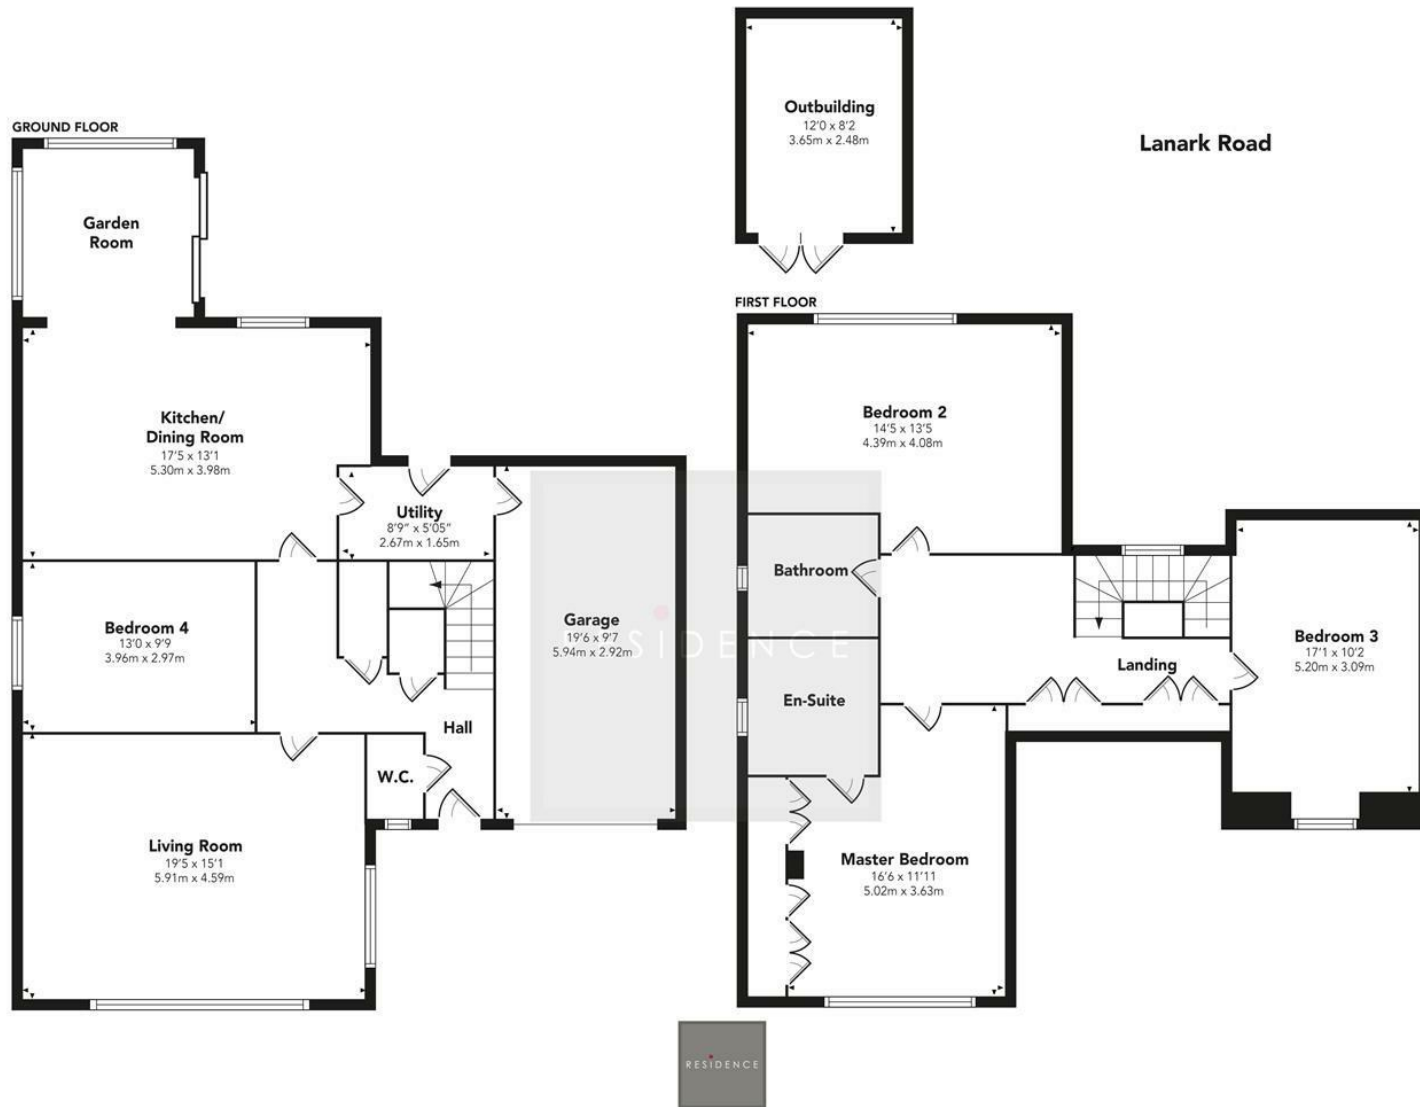 Outbuilding
12'0 x 8'2
3.65m x 2.48m
Lanark Road
GROUND FLOOR
Garden
Room
Kitchen/
Dining Room
17'5 x 13'1
5.30m x 3.98m
Utility
8'9" x 5'05"
2.67m x 1.65m
Bedroom 4
13'0 x 9'9
3.96m x 2.97m
Garage
19'6 x 9'7
5.94m x 2.92m
Hall
W.C.
Living Room
19'5 x 15'1
5.91m x 4.59m
FIRST FLOOR
Bedroom 2
14'5 x 13'5
4.39m x 4.08m
Bathroom
En-Suite
Landing
Bedroom 3
17'1 x 10'2
5.20m x 3.09m
Master Bedroom
16'6 x 11'11
5.02m x 3.63m
RESIDENCE
RESIDENCE